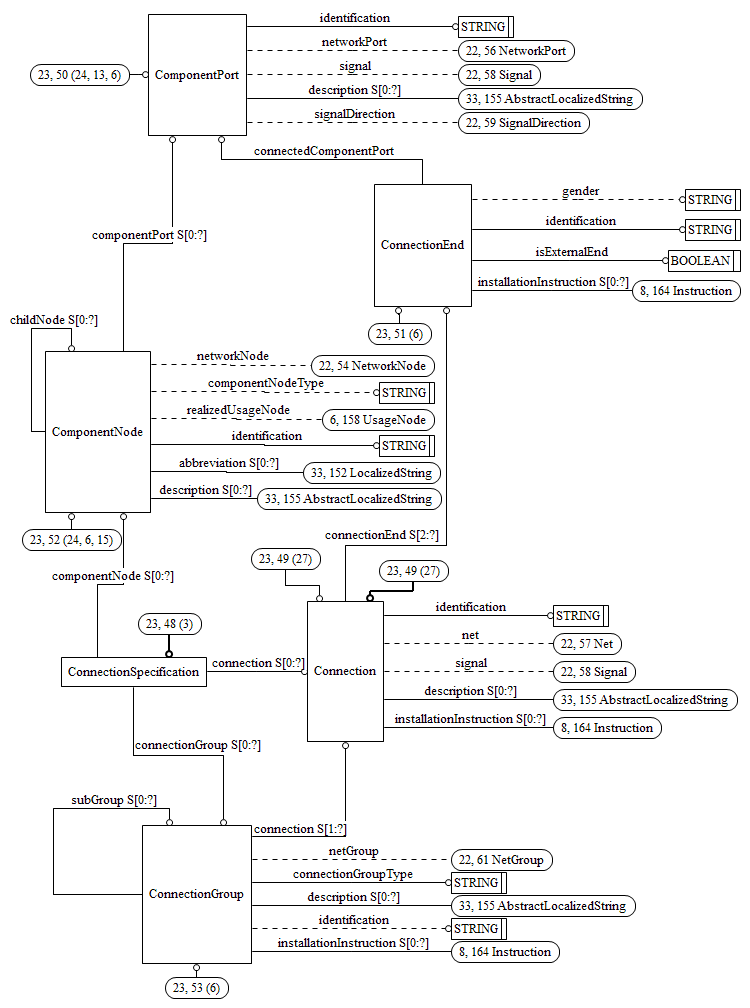 identification
STRING
networkPort
22, 56 NetworkPort
23, 50 (24, 13, 6)
ComponentPort
signal
22, 58 Signal
description S[0:?]
33, 155 AbstractLocalizedString
signalDirection
22, 59 SignalDirection
connectedComponentPort
gender
STRING
identification
STRING
componentPort S[0:?]
ConnectionEnd
isExternalEnd
BOOLEAN
installationInstruction S[0:?]
8, 164 Instruction
childNode S[0:?]
23, 51 (6)
networkNode
22, 54 NetworkNode
componentNodeType
STRING
realizedUsageNode
6, 158 UsageNode
ComponentNode
identification
STRING
abbreviation S[0:?]
33, 152 LocalizedString
description S[0:?]
33, 155 AbstractLocalizedString
23, 52 (24, 6, 15)
connectionEnd S[2:?]
23, 49 (27)
23, 49 (27)
componentNode S[0:?]
identification
STRING
23, 48 (3)
net
22, 57 Net
ConnectionSpecification
connection S[0:?]
Connection
signal
22, 58 Signal
description S[0:?]
33, 155 AbstractLocalizedString
installationInstruction S[0:?]
8, 164 Instruction
connectionGroup S[0:?]
subGroup S[0:?]
connection S[1:?]
netGroup
22, 61 NetGroup
connectionGroupType
STRING
ConnectionGroup
description S[0:?]
33, 155 AbstractLocalizedString
identification
STRING
installationInstruction S[0:?]
8, 164 Instruction
23, 53 (6)